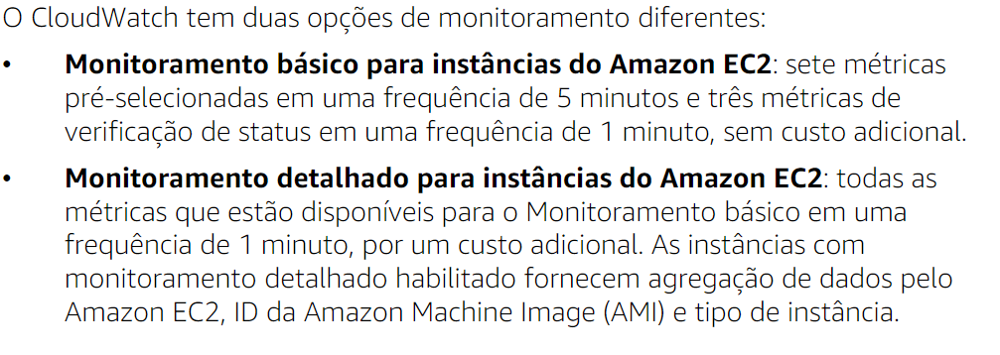 O CloudWatch tem duas opções de monitoramento diferentes:
• Monitoramento básico para instâncias do Amazon EC2: sete métricas
pré-selecionadas em uma frequência de 5 minutos e três métricas de
verificação de status em uma frequência de 1 minuto, sem custo adicional.
• Monitoramento detalhado para instâncias do Amazon EC2: todas as
métricas que estão disponíveis para o Monitoramento básico em uma
frequência de 1 minuto, por um custo adicional. As instâncias com
monitoramento detalhado habilitado fornecem agregação de dados pelo
Amazon EC2, ID da Amazon Machine Image (AMI) e tipo de instância.